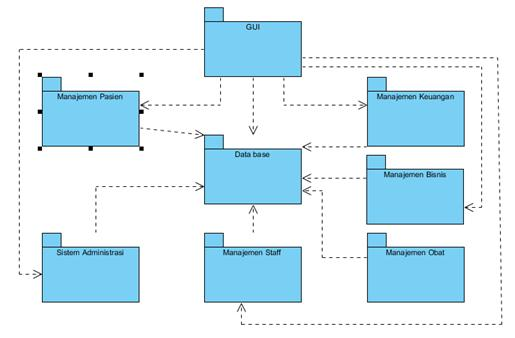 GUI
Manajemen Pasien
Manajemen Keuangan
Data base
Manajemen Bisnis
Sistem Administrasi
Manajemen Staff
Manajemen Obat